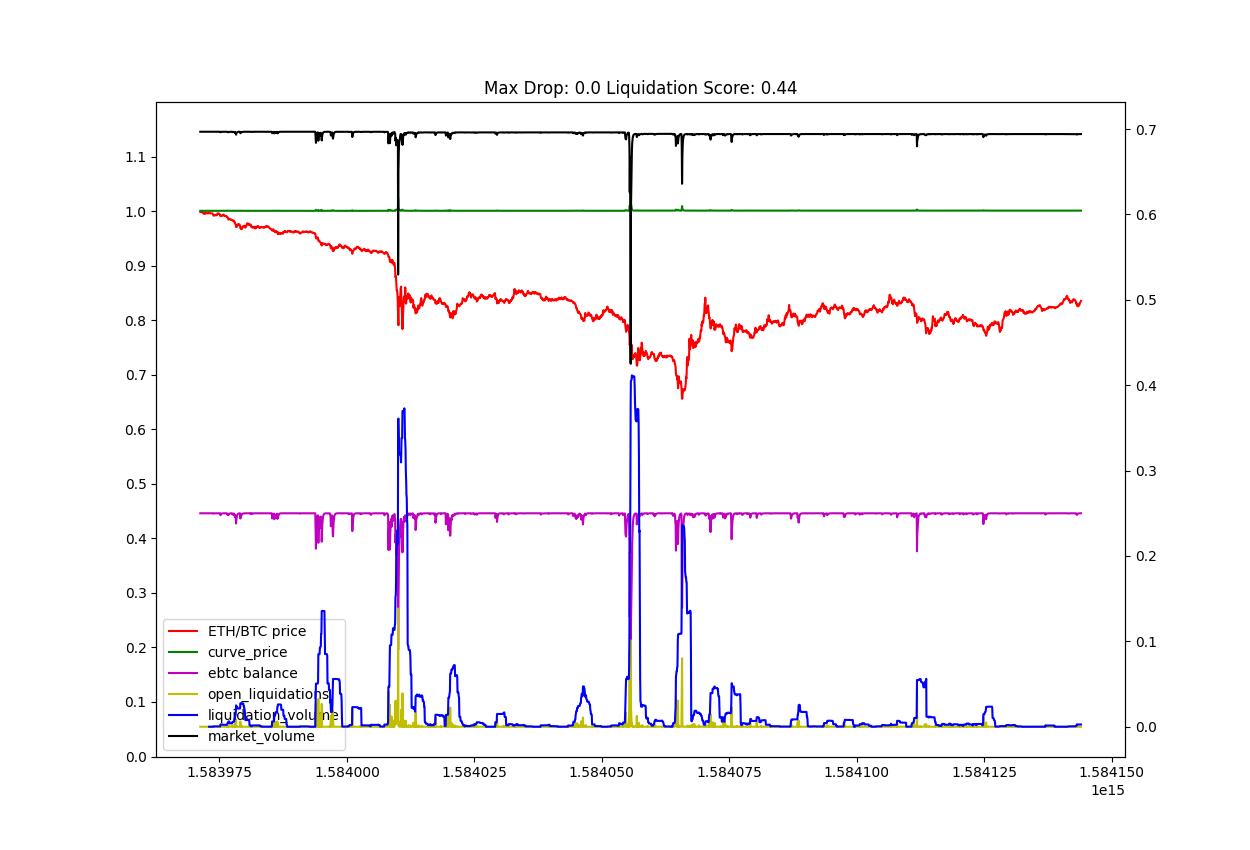 Max Drop: 0.0 Liquidation Score: 0.44
1.1
1.0
0.9
0.8
0.7
0.6
0.5
0.4
0.3
0.2
0.1
0.0
0.7
0.6
0.5
0.4
0.3
0.2
0.1
0.0
ETH/BTC price
curve_price
ebtc balance
open_liquidations
liquidation_volume
market_volume
1.583975 1.584000 1.584025 1.584050 1.584075 1.584100 1.584125 1.584150
1e15